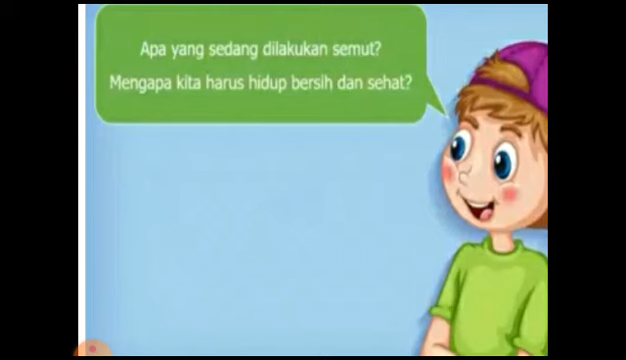 Apa yang sedang dilakukan semut?
Mengapa kita harus hidup bersih dan sehat?